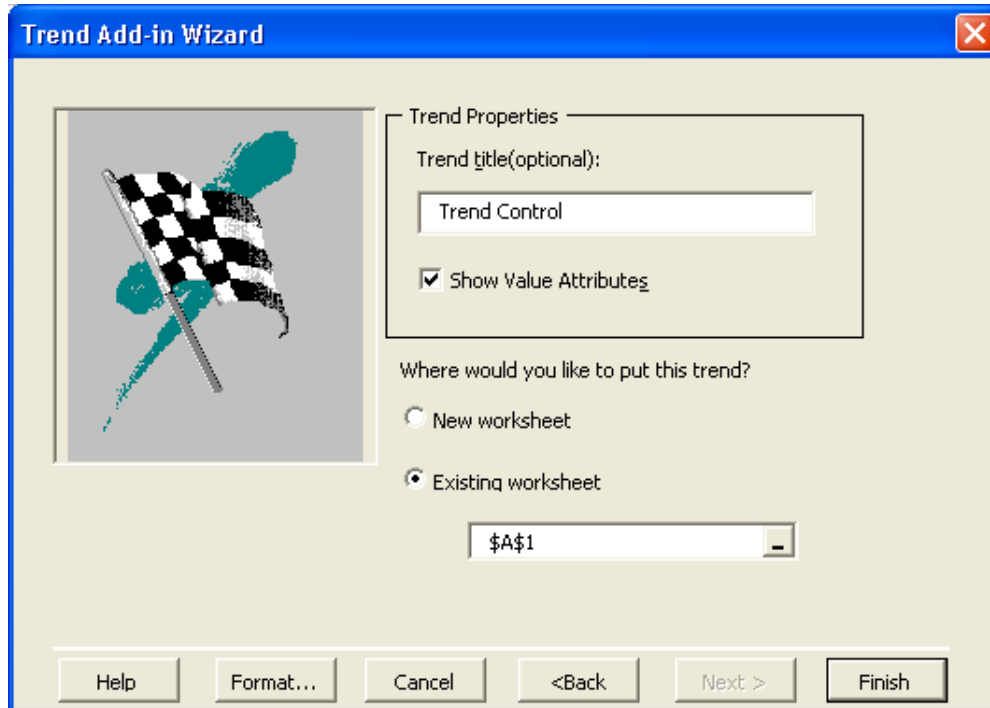 Trend Add-in Wizard
Trend Properties
Trend title(optional):
Trend Control
Show Value Attributes
Where would you like to put this trend?
New worksheet
Existing worksheet
$A$1
Help Format... Cancel <Back Next > Finish